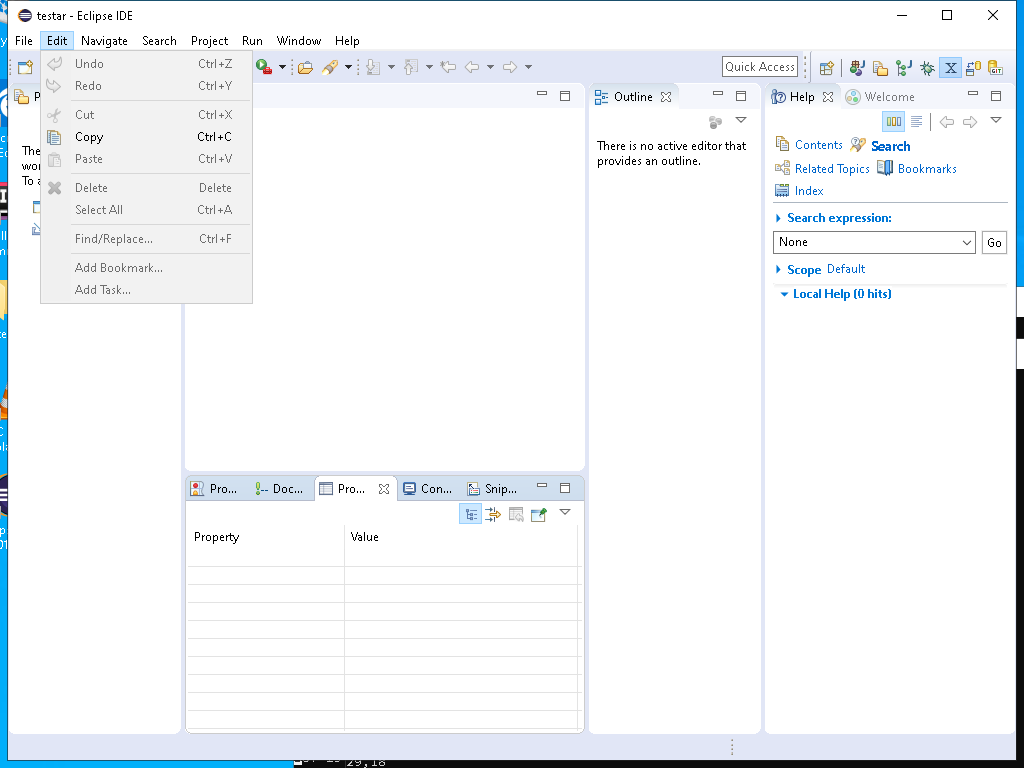 testar - Eclipse IDE
File Edit Navigate Search Project Run Window Help
Quick Access
Undo Ctrl+Z
Redo Ctrl+Y
Cut Ctrl+X
Copy Ctrl+C
Paste Ctrl+V
Delete Delete
Select All Ctrl+A
Find/Replace... Ctrl+F
Add Bookmark...
Add Task...
P
The
wor
To a
Outline
There is no active editor that
provides an outline.
Help Welcome
Contents Search
Related Topics Bookmarks
Index
Search expression:
None Go
Scope Default
Local Help (0 hits)
Pro... Doc... Pro... Con... Snip...
Property Value